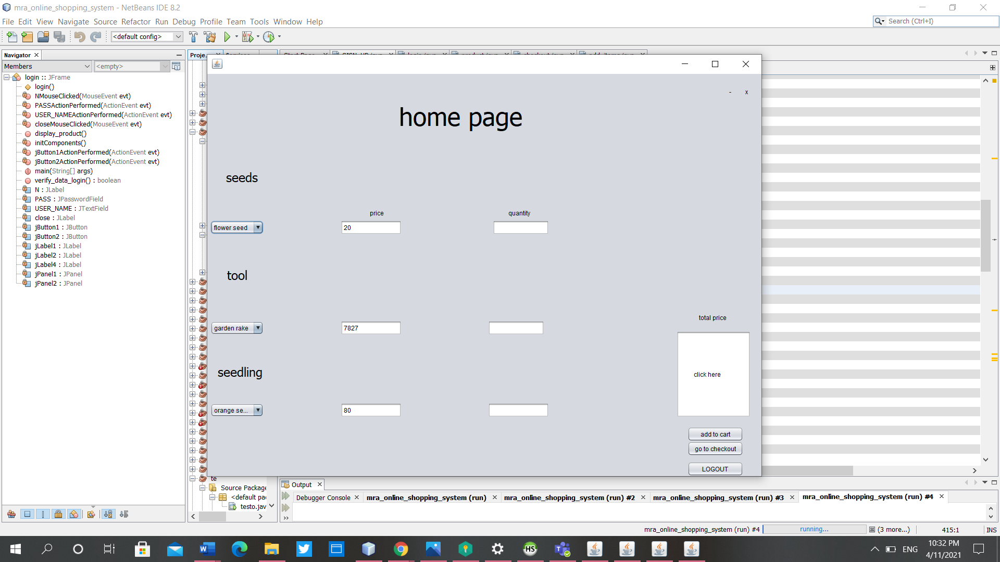 mra_online_shopping_system - NetBeans IDE 8.2
File Edit View Navigate Source Refactor Run Debug Profile Team Tools Window Help
Search (Ctrl+I)
<default config>
Navigator
Members
<empty>
login :: JFrame
login()
NMouseClicked(MouseEvent evt)
PASSActionPerformed(ActionEvent evt)
USER_NAMEActionPerformed(ActionEvent evt)
closeMouseClicked(MouseEvent evt)
display_product()
initComponents()
jButton1ActionPerformed(ActionEvent evt)
jButton2ActionPerformed(ActionEvent evt)
main(String[] args)
verify_data_login() : boolean
N : JLabel
PASS : JPasswordField
USER_NAME : JTextField
close : JLabel
jButton1 : JButton
jButton2 : JButton
jLabel1 : JLabel
jLabel2 : JLabel
jLabel4 : JLabel
jPanel1 : JPanel
jPanel2 : JPanel
Proje...
- x
home page
seeds
price quantity
flower seed 20
tool
garden rake 7827
total price
seedling
click here
orange se... 80
add to cart
go to checkout
LOGOUT
te
Source Package
<default pa
testo.jav
Output
Debugger Console mra_online_shopping_system (run) mra_online_shopping_system (run) #2 mra_online_shopping_system (run) #3 mra_online_shopping_system (run) #4
mra_online_shopping_system (run) #4 running... (3 more...) 415:1 INS
ENG
10:32 PM
4/11/2021